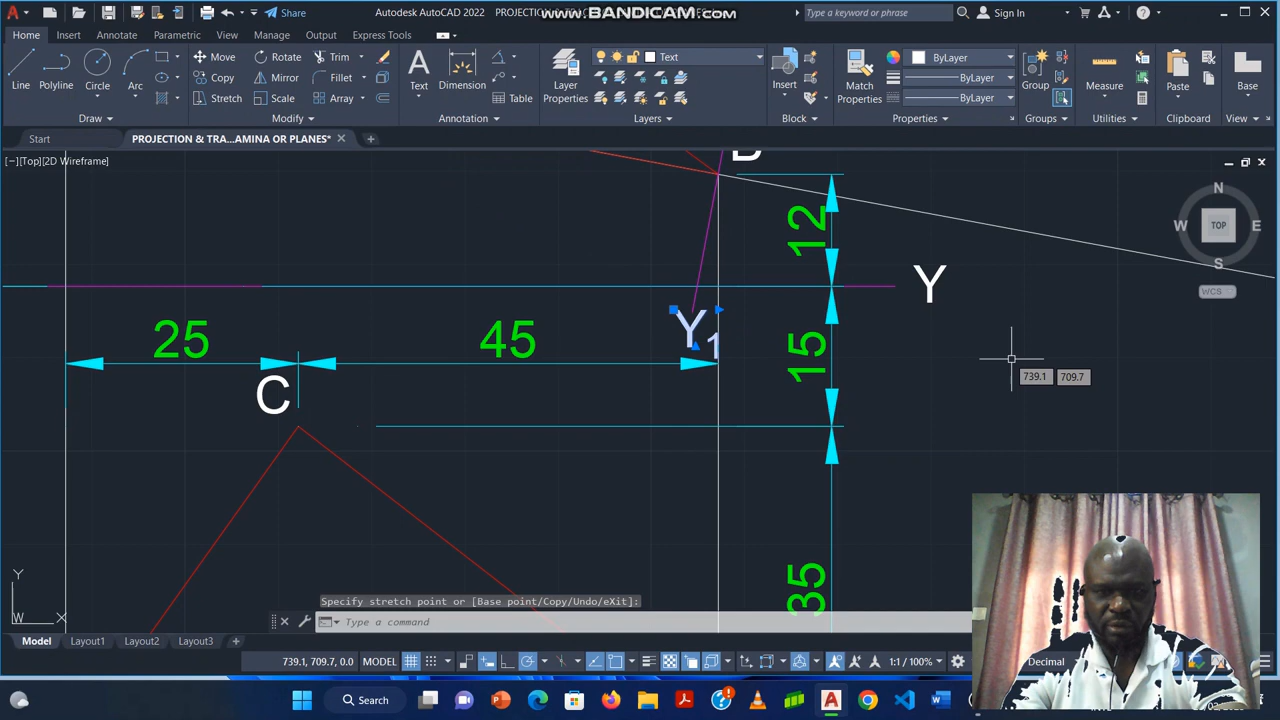 Share
Autodesk AutoCAD 2022
PROJECTION & TRA
www.BANDICAM.com
Type a keyword or phrase
Sign In
Home
Insert
Annotate
Parametric
View
Manage
Output
Express Tools
Line
Polyline
Circle
Arc
Move
Rotate
Trim
Copy
Mirror
Fillet
Stretch
Scale
Array
Text
Dimension
Table
Layer
Properties
Text
Insert
Match
Properties
ByLayer
ByLayer
ByLayer
Group
Measure
Paste
Base
Draw
Modify
Annotation
Layers
Block
Properties
Groups
Utilities
Clipboard
View
Start
PROJECTION & TRA...AMINA OR PLANES*
[−][Top][2D Wireframe]
N
W
TOP
E
S
WCS
12
Y
Y1
25
45
15
C
739.1
709.7
35
Y
W
X
Specify stretch point or [Base point/Copy/Undo/eXit]:
Type a command
Model
Layout1
Layout2
Layout3
739.1, 709.7, 0.0
MODEL
1:1 / 100%
Decimal
Search